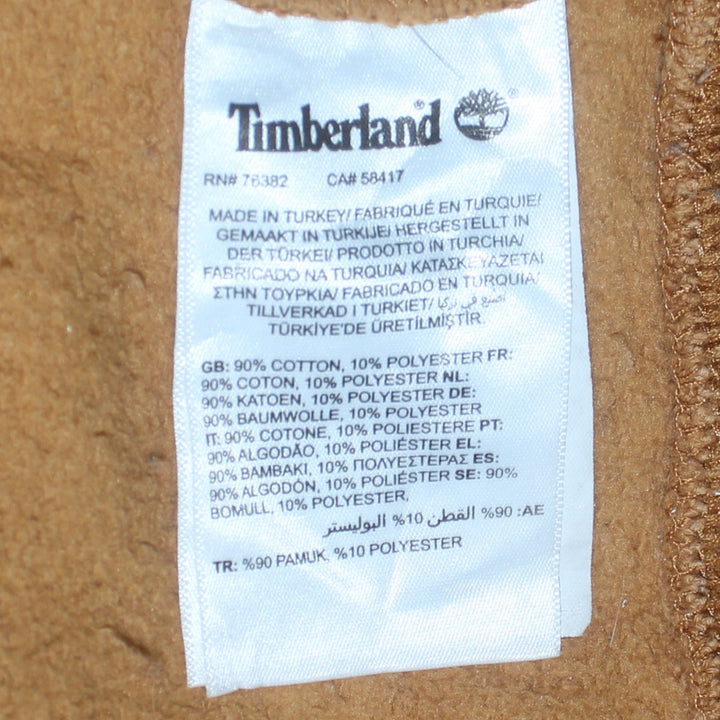 Timberland
RN# 76382 CA# 58417
MADE IN TURKEY/ FABRIQUÉ EN TURQUIE/
GEMAAKT IN TURKIJE/ HERGESTELLT IN
DER TÜRKEI/ PRODOTTO IN TURCHIA/
FABRICADO NA TURQUIA/ ΚΑΤΑΣΚΕΥΑΖΕΤΑΙ
ΣΤΗΝ ΤΟΥΡΚΙΑ/ FABRICADO EN TURQUIA/
TILLVERKAD I TURKIET/ اصنع في تركيا/
TÜRKİYE'DE ÜRETİLMİŞTİR.
GB: 90% COTTON, 10% POLYESTER FR:
90% COTON, 10% POLYESTER NL:
90% KATOEN, 10% POLYESTER DE:
90% BAUMWOLLE, 10% POLYESTER
IT: 90% COTONE, 10% POLIESTERE PT:
90% ALGODÃO, 10% POLIÉSTER EL:
90% ΒΑΜΒΑΚΙ, 10% ΠΟΛΥΕΣΤΕΡΑΣ ES:
90% ALGODÓN, 10% POLIÉSTER SE: 90%
BOMULL, 10% POLYESTER,
AE: 90% القطن 10% البوليستر
TR: %90 PAMUK. %10 POLYESTER